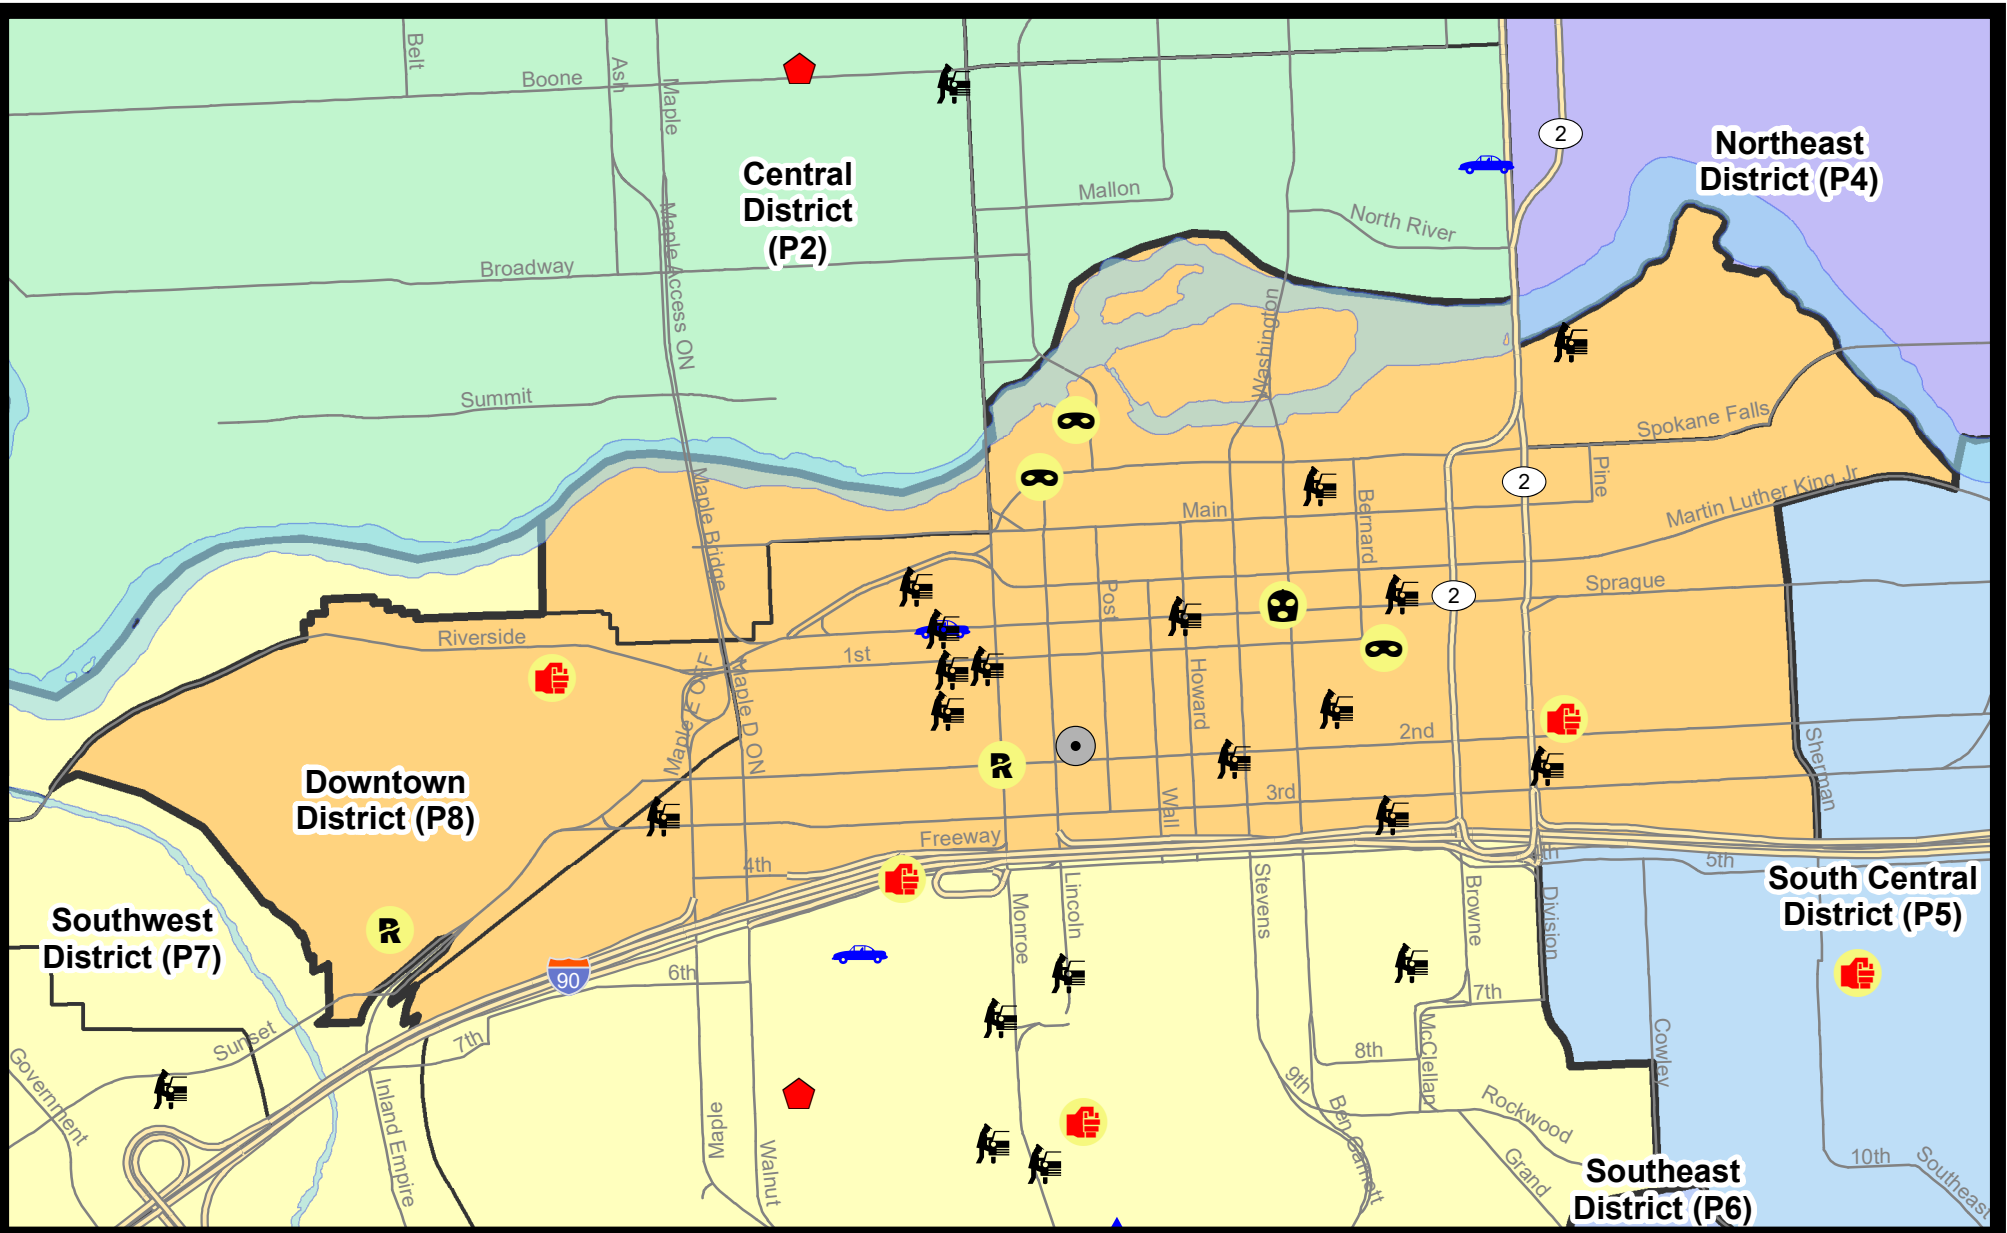 Belt
Boone
Ash
Maple
2
Northeast
District (P4)
Central
District
(P2)
Mallon
North River
Maple Access ON
Broadway
Washington
Summit
Spokane Falls
Maple Bridge
2
Pine
Martin Luther King Jr
Main
Bernard
Post
2
Sprague
Riverside
1st
Maple E OFF
Maple D ON
Howard
2nd
Sherman
Downtown
District (P8)
R
3rd
Wall
Freeway
4th
5th
South Central
District (P5)
Lincoln
Monroe
Stevens
Browne
Division
Southwest
District (P7)
R
90
6th
7th
7th
Sunset
8th
McClellan
Cowley
Government
Inland Empire
9th
Ben Garnett
Rockwood
Grand
Maple
Walnut
10th
Southeast
Southeast
District (P6)